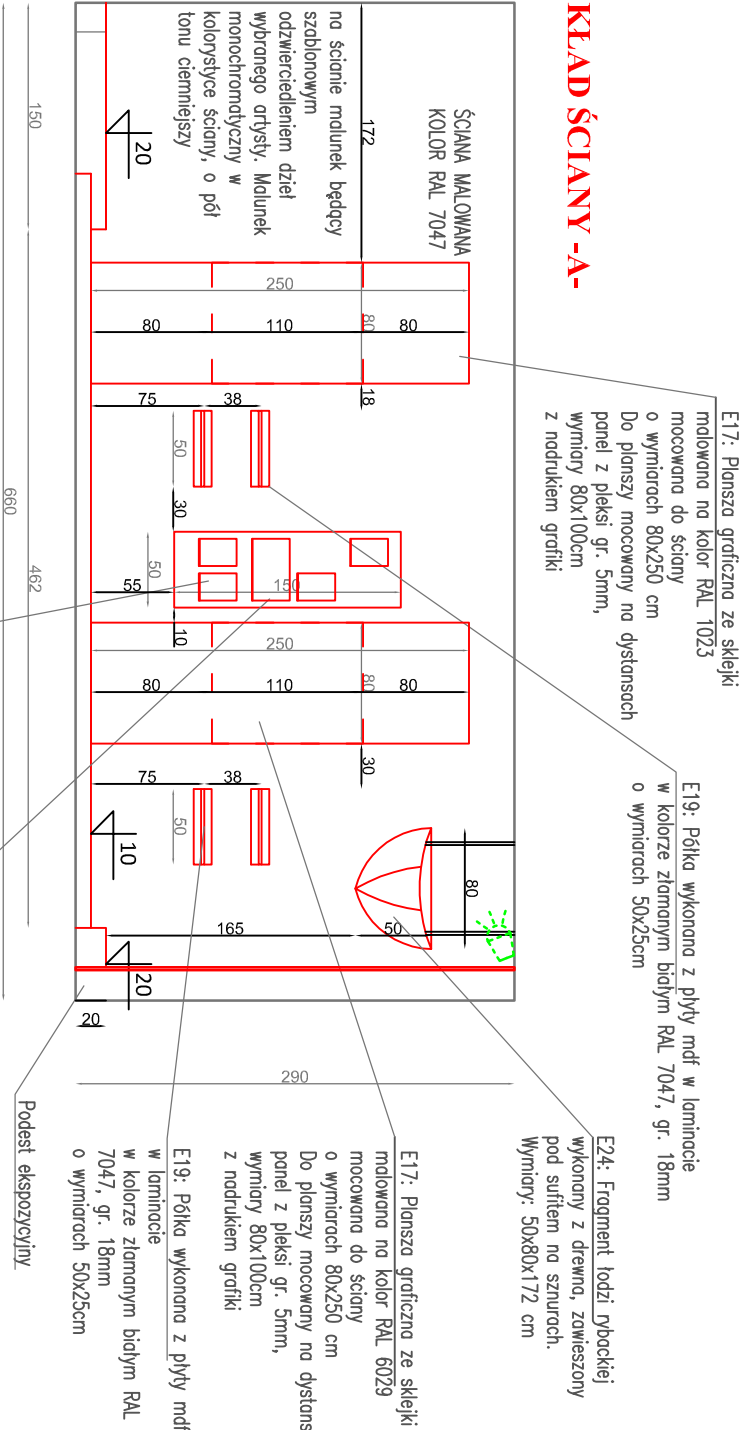 KŁAD ŚCIANY -A-
ŚCIANA MALOWANA
KOLOR RAL 7047
na ścianie malunek będący
szablonowym
odzwierciedleniem dzieł
wybranego artysty. Malunek
monochromatyczny w
kolorystyce ściany, o pół
tonu ciemniejszy
E17: Plansza graficzna ze sklejki
malowana na kolor RAL 1023
mocowana do ściany
o wymiarach 80x250 cm
Do planszy mocowany na dystansach
panel z pleksi gr. 5mm,
wymiary 80x100cm
z nadrukiem grafiki
E19: Półka wykonana z płyty mdf w laminacie
w kolorze złamanym białym RAL 7047, gr. 18mm
o wymiarach 50x25cm
E24: Fragment łodzi rybackiej
wykonany z drewna, zawieszony
pod sufitem na sznurach.
Wymiary: 50x80x172 cm
E17: Plansza graficzna ze sklejki
malowana na kolor RAL 6029
mocowana do ściany
o wymiarach 80x250 cm
Do planszy mocowany na dystans
panel z pleksi gr. 5mm,
wymiary 80x100cm
z nadrukiem grafiki
E19: Półka wykonana z płyty mdf
w laminacie
w kolorze złamanym białym RAL
7047, gr. 18mm
o wymiarach 50x25cm
Podest ekspozycyjny
172
250
80
110
80
80
18
75
38
50
30
50
150
55
10
250
80
110
80
80
30
75
38
50
80
50
165
20
10
20
20
290
150
462
660